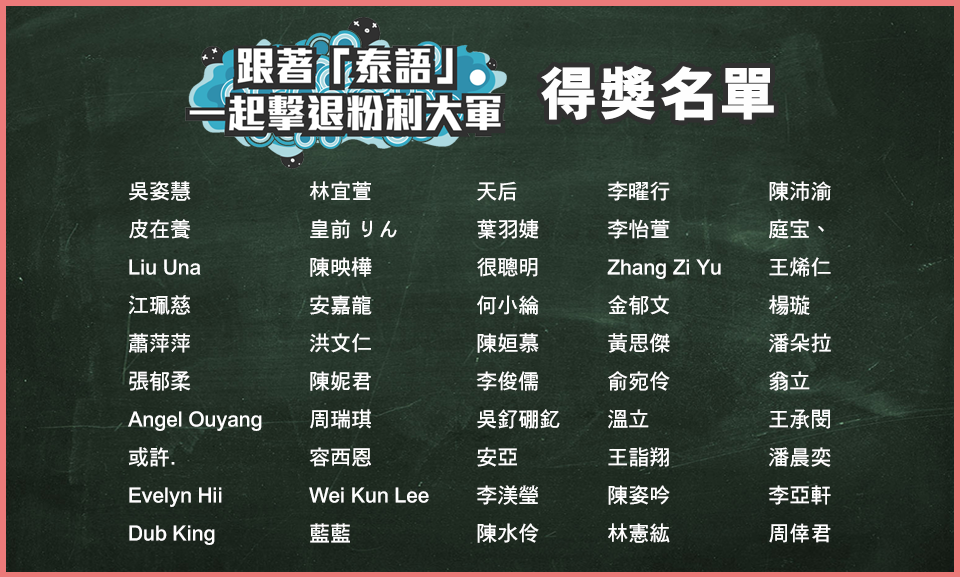 跟著「泰語」
一起擊退粉刺大軍
得獎名單
吳姿慧 林宜萱 天后 李曜行 陳沛渝
皮在養 皇前 りん 葉羽婕 李怡萱 庭宝、
Liu Una 陳映樺 很聰明 Zhang Zi Yu 王烯仁
江珮慈 安嘉龍 何小綸 金郁文 楊璇
蕭萍萍 洪文仁 陳姮慕 黃思傑 潘朵拉
張郁柔 陳妮君 李俊儒 俞宛伶 翁立
Angel Ouyang 周瑞琪 吳釕硼釔 溫立 王承閔
或許. 容西恩 安亞 王詣翔 潘晨奕
Evelyn Hii Wei Kun Lee 李渼瑩 陳姿吟 李亞軒
Dub King 藍藍 陳水伶 林憲紘 周倖君